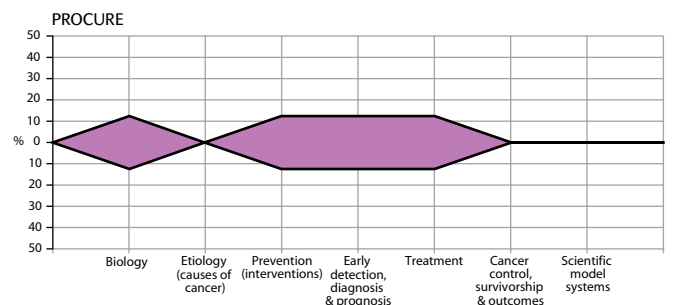 PROCURE
50
40
30
20
10
% 0
10
20
30
40
50
Biology
Etiology
(causes of
cancer)
Prevention
(interventions)
Early
detection,
diagnosis
& prognosis
Treatment
Cancer
control,
survivorship
& outcomes
Scientific
model
systems